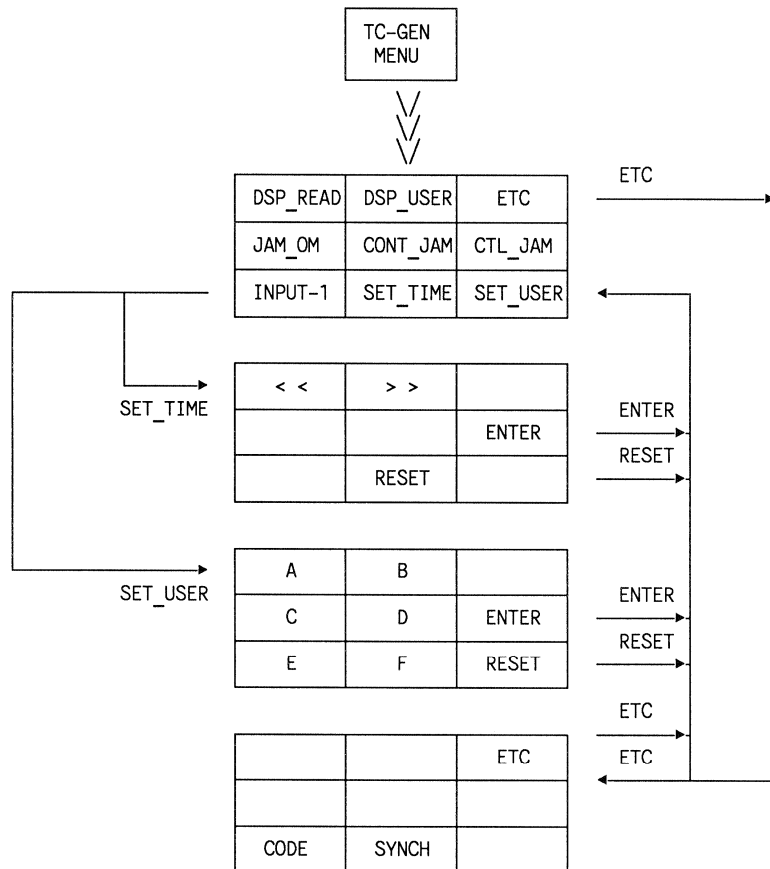 TC-GEN
MENU
ETC
DSP_READ DSP_USER ETC
JAM_OM CONT_JAM CTL_JAM
INPUT-1 SET_TIME SET_USER
< < > >
SET_TIME
ENTER
ENTER
RESET
RESET
A B
SET_USER
ENTER
C D ENTER
RESET
E F RESET
ETC
ETC
ETC
CODE SYNCH